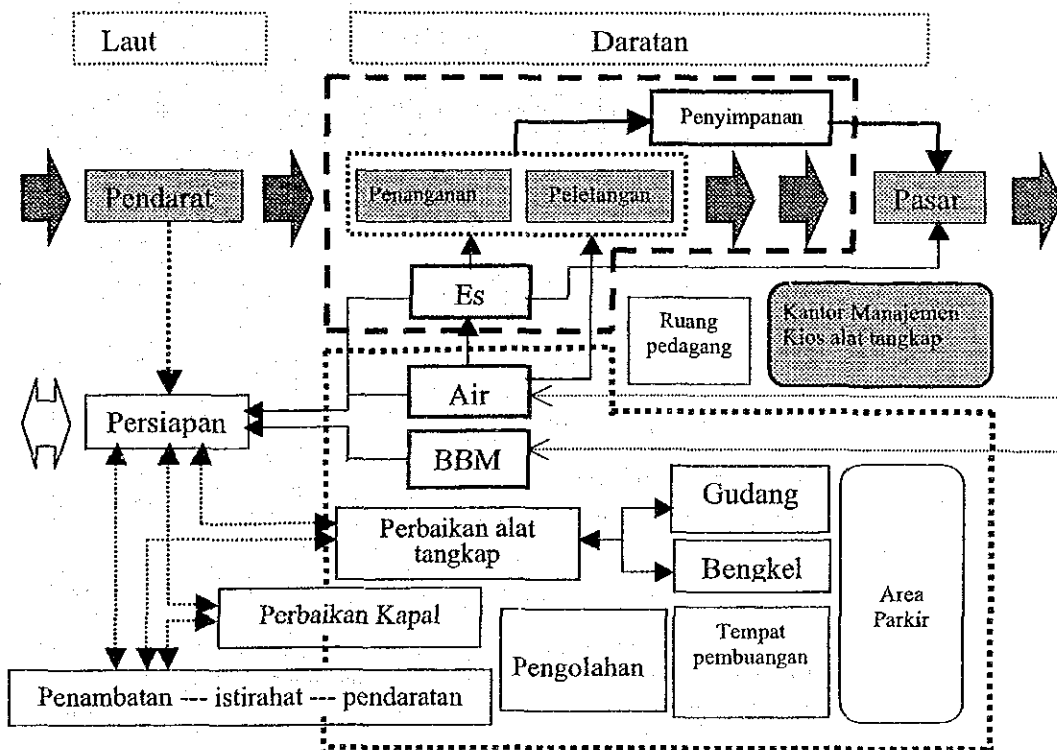 Laut
Daratan
Penyimpanan
Pendarat
Penanganan
Pelelangan
Pasar
Es
Ruang
pedagang
Kantor Manajemen
Kios alat tangkap
Air
Persiapan
BBM
Gudang
Perbaikan alat
tangkap
Bengkel
Area
Parkir
Perbaikan Kapal
Tempat
pembuangan
Pengolahan
Penambatan --- istirahat --- pendaratan